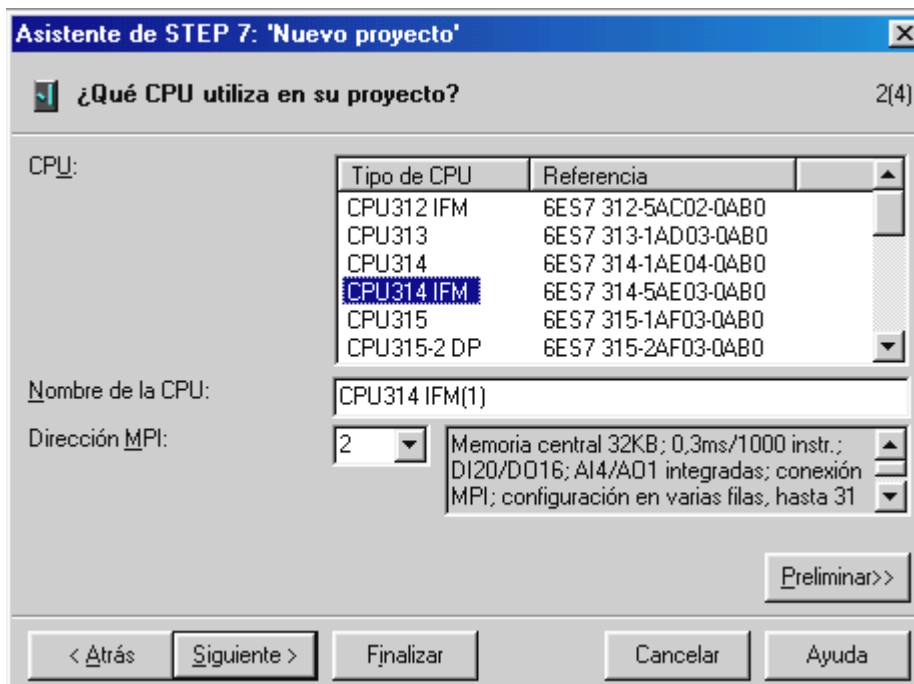 Asistente de STEP 7: 'Nuevo proyecto'
¿Qué CPU utiliza en su proyecto? 2(4)
CPU:
Tipo de CPU Referencia
CPU312 IFM 6ES7 312-5AC02-0AB0
CPU313 6ES7 313-1AD03-0AB0
CPU314 6ES7 314-1AE04-0AB0
CPU314 IFM 6ES7 314-5AE03-0AB0
CPU315 6ES7 315-1AF03-0AB0
CPU315-2 DP 6ES7 315-2AF03-0AB0
Nombre de la CPU: CPU314 IFM(1)
Dirección MPI: 2
Memoria central 32KB; 0,3ms/1000 instr.;
DI20/DO16; AI4/AO1 integradas; conexión
MPI; configuración en varias filas, hasta 31
Preliminar>>
< Atrás Siguiente > Finalizar Cancelar Ayuda